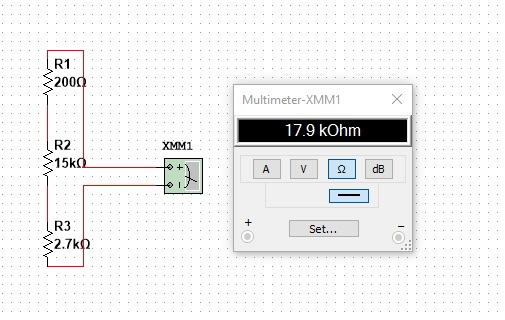 R1
200Ω
R2
15kΩ
R3
2.7kΩ
XMM1
Multimeter-XMM1
17.9 kOhm
A V Ω dB
+ −
Set...